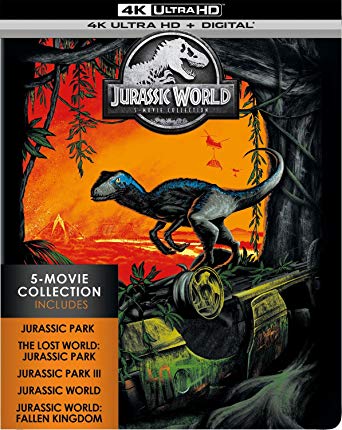 4K ULTRA HD
4K ULTRA HD + DIGITAL
JURASSIC WORLD
5-MOVIE COLLECTION
5-MOVIE
COLLECTION
INCLUDES
JURASSIC PARK
THE LOST WORLD:
JURASSIC PARK
JURASSIC PARK III
JURASSIC WORLD
JURASSIC WORLD:
FALLEN KINGDOM